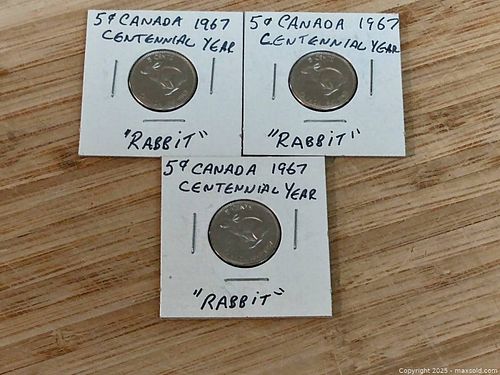 5¢ CANADA 1967
CENTENNIAL YEAR
"RABBIT"
5¢ CANADA 1967
CENTENNIAL YEAR
"RABBIT"
5¢ CANADA 1967
CENTENNIAL YEAR
"RABBIT"
Copyright 2025 - maxsold.com